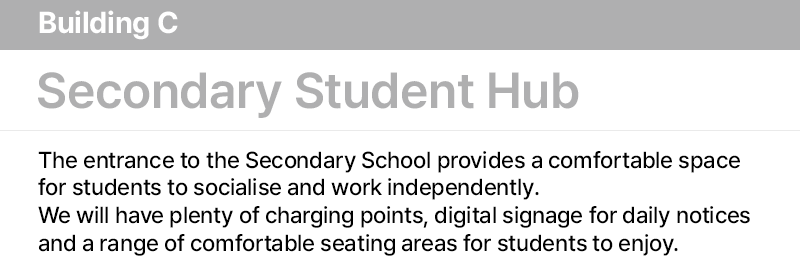 Building C
Secondary Student Hub
The entrance to the Secondary School provides a comfortable space
for students to socialise and work independently.
We will have plenty of charging points, digital signage for daily notices
and a range of comfortable seating areas for students to enjoy.